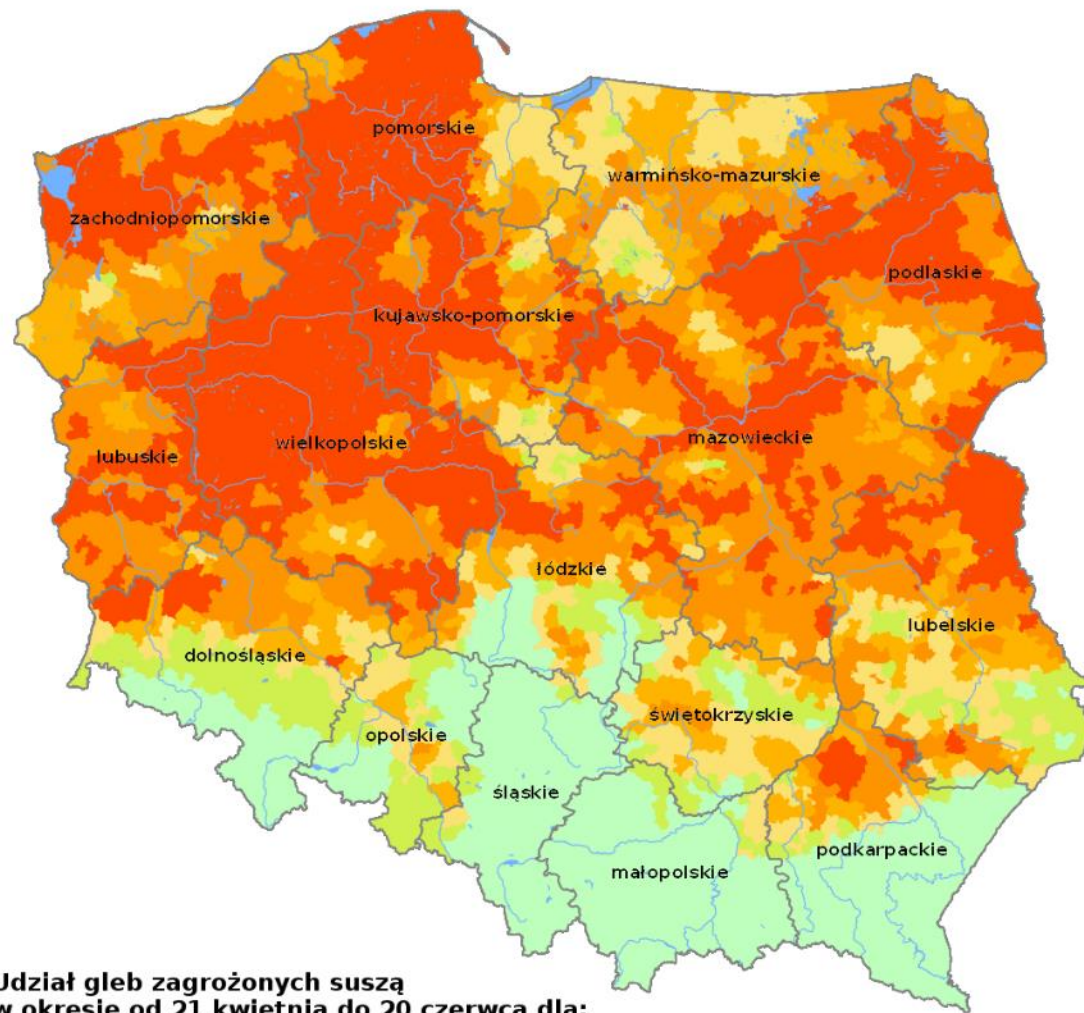 pomorskie
warmińsko-mazurskie
zachodniopomorskie
podlaskie
kujawsko-pomorskie
wielkopolskie
mazowieckie
lubuskie
łódzkie
lubelskie
dolnośląskie
świętokrzyskie
opolskie
śląskie
podkarpackie
małopolskie
Udział gleb zagrożonych suszą
w okresie od 21 kwietnia do 20 czerwca dla: